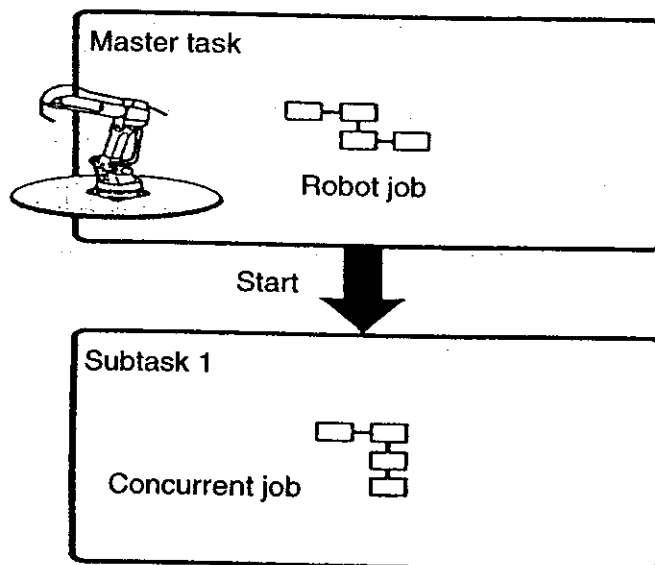 Master task
Robot job
Start
Subtask 1
Concurrent job